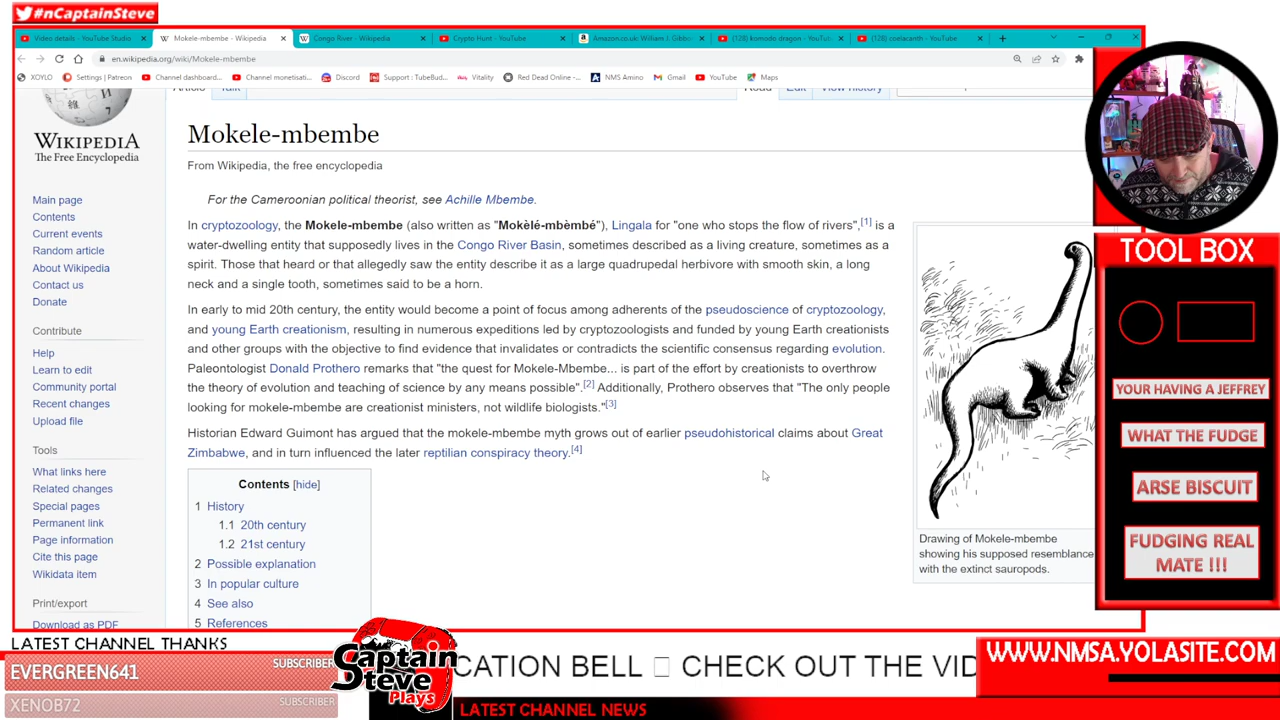 #nCaptainSteve
Video details - YouTube Studio
Mokele-mbembe - Wikipedia
Congo River - Wikipedia
Crypto Hunt - YouTube
Amazon.co.uk: William J. Gibbo
(128) komodo dragon - YouTub
(128) coelacanth - YouTube
en.wikipedia.org/wiki/Mokele-mbembe
XOYLO
Settings | Patreon
Channel dashboard...
Channel monetisati...
Discord
Support : TubeBud...
Vitality
Red Dead Online -...
NMS Amino
Gmail
YouTube
Maps
Article Talk
Read Edit View history
WIKIPEDIA
The Free Encyclopedia
Main page
Contents
Current events
Random article
About Wikipedia
Contact us
Donate
Contribute
Help
Learn to edit
Community portal
Recent changes
Upload file
Tools
What links here
Related changes
Special pages
Permanent link
Page information
Cite this page
Wikidata item
Print/export
Download as PDF
Mokele-mbembe
From Wikipedia, the free encyclopedia
For the Cameroonian political theorist, see Achille Mbembe.
In cryptozoology, the Mokele-mbembe (also written as "Mokèlé-mbèmbé"), Lingala for "one who stops the flow of rivers",[1] is a
water-dwelling entity that supposedly lives in the Congo River Basin, sometimes described as a living creature, sometimes as a
spirit. Those that heard or that allegedly saw the entity describe it as a large quadrupedal herbivore with smooth skin, a long
neck and a single tooth, sometimes said to be a horn.
In early to mid 20th century, the entity would become a point of focus among adherents of the pseudoscience of cryptozoology,
and young Earth creationism, resulting in numerous expeditions led by cryptozoologists and funded by young Earth creationists
and other groups with the objective to find evidence that invalidates or contradicts the scientific consensus regarding evolution.
Paleontologist Donald Prothero remarks that "the quest for Mokele-Mbembe... is part of the effort by creationists to overthrow
the theory of evolution and teaching of science by any means possible".[2] Additionally, Prothero observes that "The only people
looking for mokele-mbembe are creationist ministers, not wildlife biologists."[3]
Historian Edward Guimont has argued that the mokele-mbembe myth grows out of earlier pseudohistorical claims about Great
Zimbabwe, and in turn influenced the later reptilian conspiracy theory.[4]
Contents [hide]
1 History
1.1 20th century
1.2 21st century
2 Possible explanation
3 In popular culture
4 See also
5 References
Drawing of Mokele-mbembe
showing his supposed resemblance
with the extinct sauropods.
TOOL BOX
YOUR HAVING A JEFFREY
WHAT THE FUDGE
ARSE BISCUIT
FUDGING REAL
MATE !!!
LATEST CHANNEL THANKS
EVERGREEN641
SUBSCRIBER
XENOB72
SUBSCRIBER
Captain
Steve
Plays
CATION BELL CHECK OUT THE VID
LATEST CHANNEL NEWS
WWW.NMSA.YOLASITE.COM